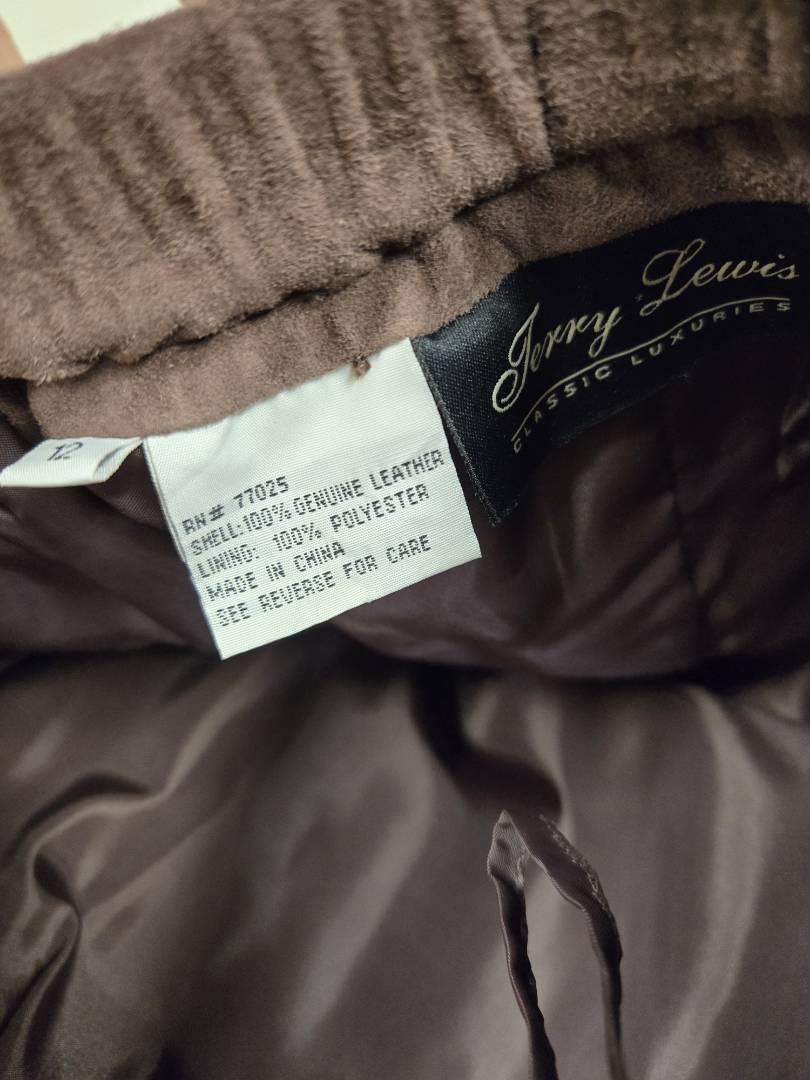 Jerry Lewis
CLASSIC LUXURIES
12
RN# 77025
SHELL:100% GENUINE LEATHER
LINING: 100% POLYESTER
MADE IN CHINA
SEE REVERSE FOR CARE